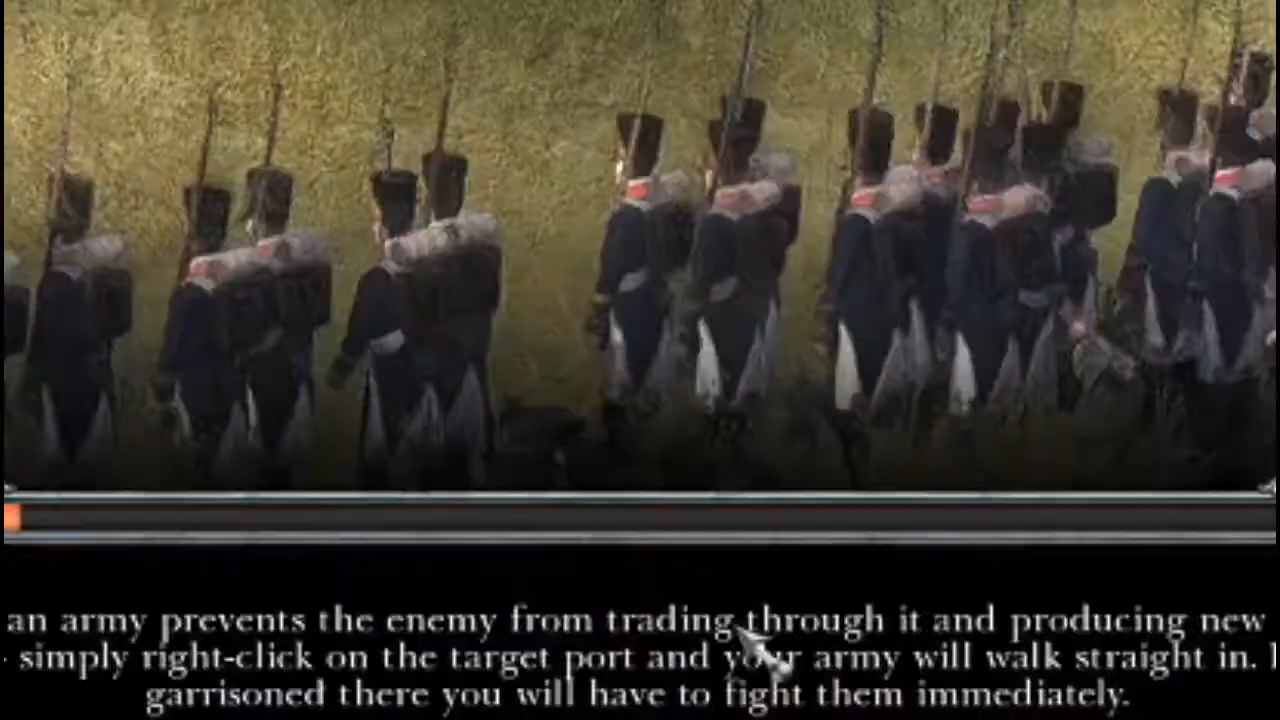 an army prevents the enemy from trading through it and producing new
simply right-click on the target port and your army will walk straight in.
garrisoned there you will have to fight them immediately.